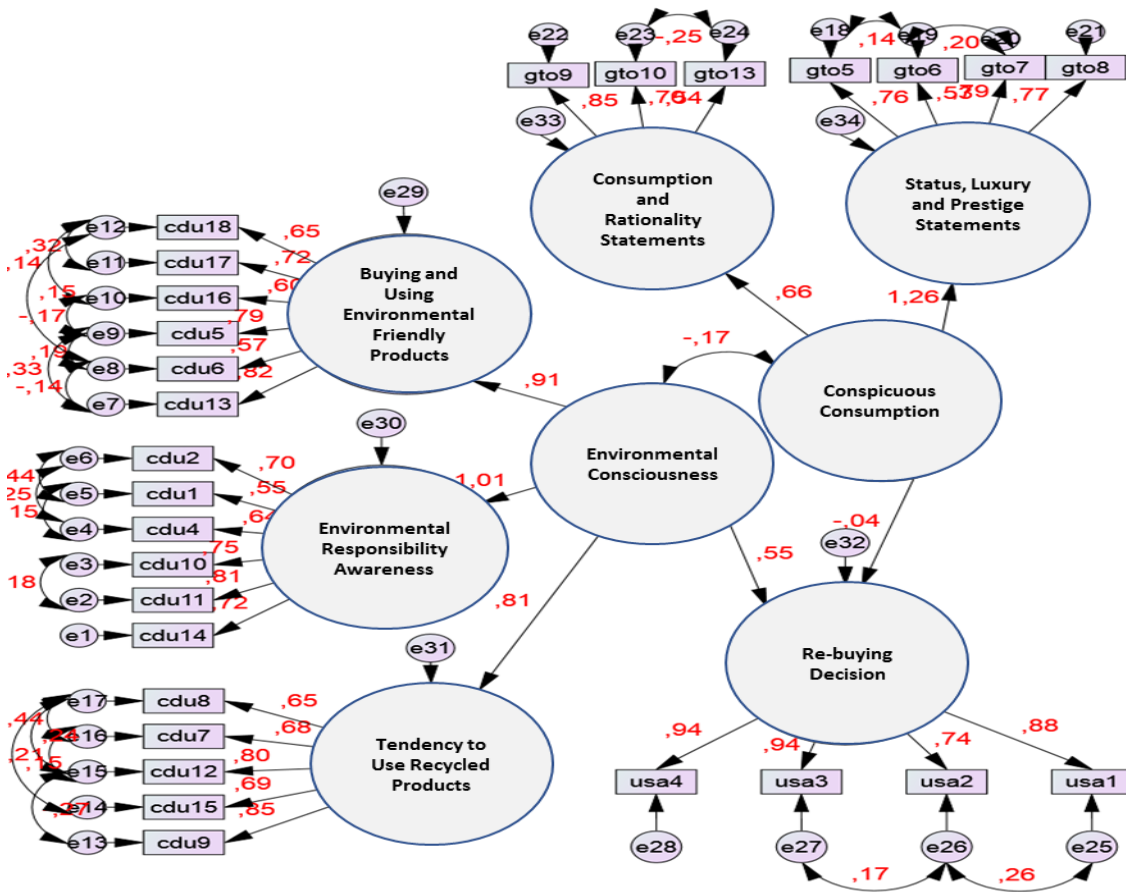 e22
e23
-,25
e24
e18
,14
e19
,20
e20
e21
gto9
gto10
gto13
gto5
gto6
gto7
gto8
,85
,76
,77
e33
e34
Consumption
and
Rationality
Statements
Status, Luxury
and Prestige
Statements
e29
e12
cdu18
,65
,32
,14
e11
cdu17
,72
e10
cdu16
,60
,15
-,17
e9
cdu5
,79
,19
e8
cdu6
,57
,33
-,14
e7
cdu13
,82
Buying and
Using
Environmental
Friendly
Products
,66
1,26
-,17
,91
Conspicuous
Consumption
e30
e6
cdu2
,70
44
25
e5
cdu1
,55
15
e4
cdu4
,64
e3
cdu10
,75
18
e2
cdu11
,81
e1
cdu14
,72
Environmental
Responsibility
Awareness
1,01
Environmental
Consciousness
-,04
e32
,55
,81
e31
e17
cdu8
,65
,44
e16
cdu7
,68
,21
,15
e15
cdu12
,80
e14
,27
cdu15
,69
e13
cdu9
,85
Tendency to
Use Recycled
Products
Re-buying
Decision
,94
,94
,74
,88
usa4
usa3
usa2
usa1
e28
e27
e26
e25
,17
,26